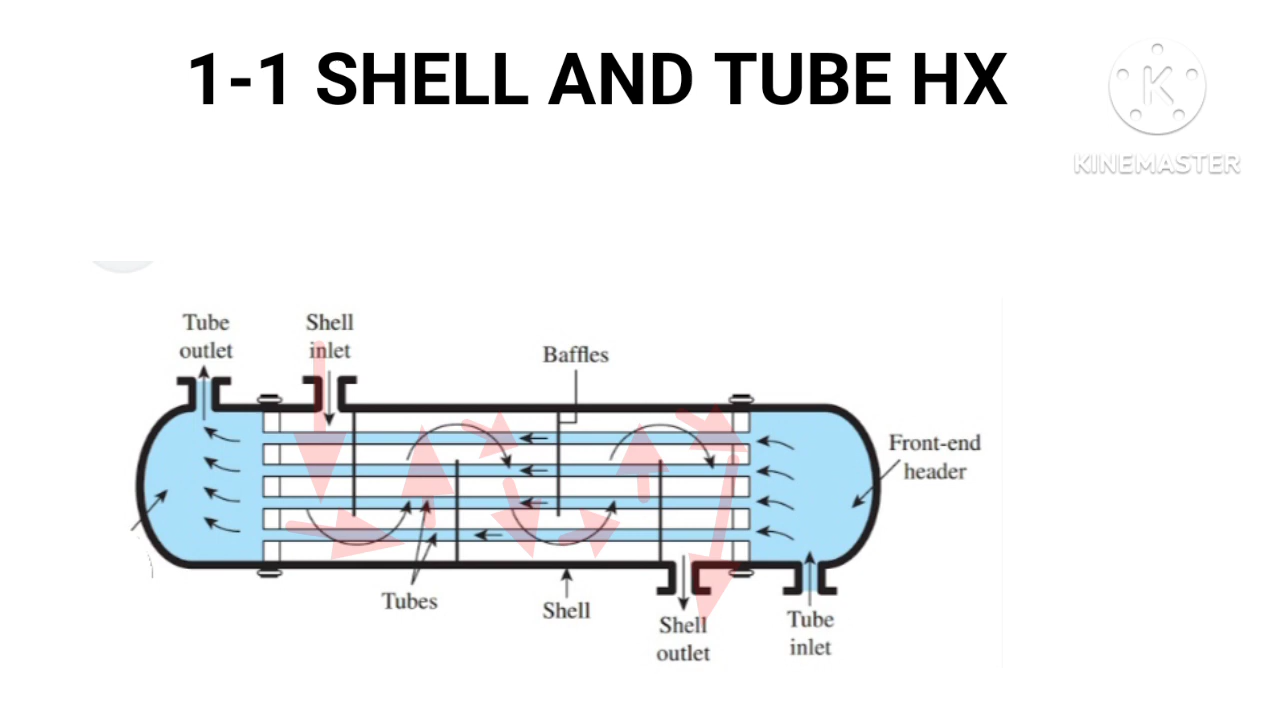 1-1 SHELL AND TUBE HX
K
KINEMASTER
Tube
outlet
Shell
inlet
Baffles
Front-end
header
Tubes
Shell
Shell
outlet
Tube
inlet